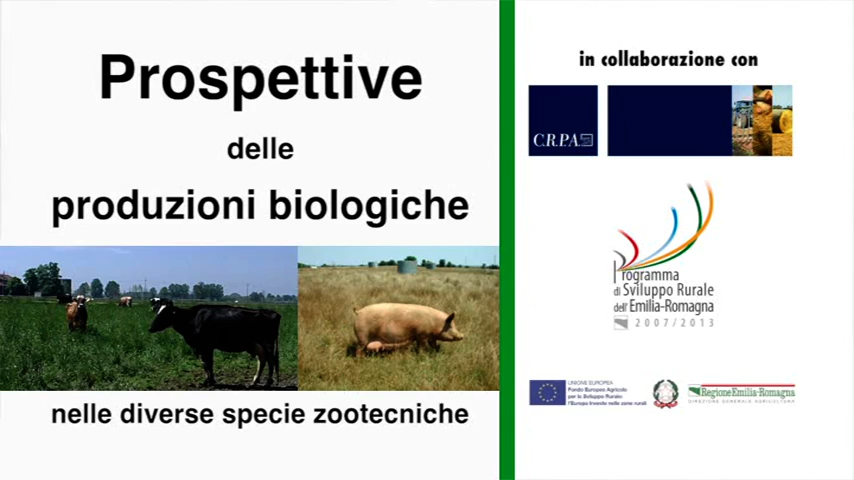 Prospettive
delle
produzioni biologiche
nelle diverse specie zootecniche
in collaborazione con
C.R.P.A.
Programma
di Sviluppo Rurale
dell'Emilia-Romagna
2007/2013
UNIONE EUROPEA
Fondo Europeo Agricolo
per lo Sviluppo Rurale:
l'Europa investe nelle zone rurali
RegioneEmilia-Romagna
DIREZIONE GENERALE AGRICOLTURA